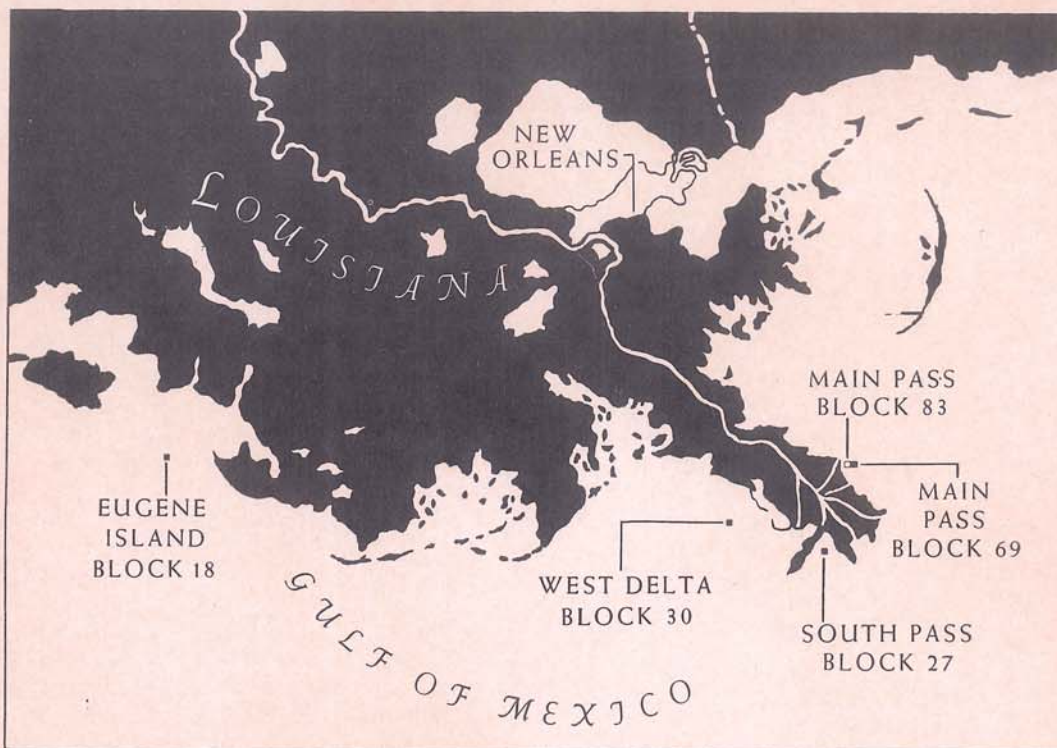 NEW
ORLEANS
LOUISIANA
MAIN PASS
BLOCK 83
MAIN
PASS
BLOCK 69
EUGENE
ISLAND
BLOCK 18
WEST DELTA
BLOCK 30
SOUTH PASS
BLOCK 27
GULF OF MEXICO